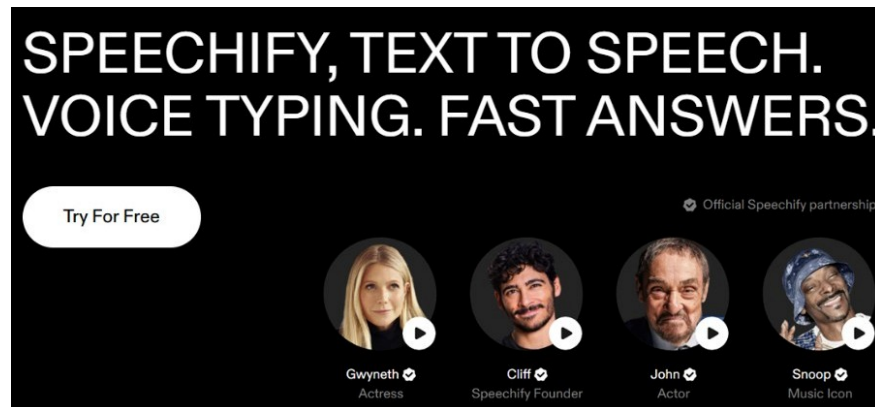 SPEECHIFY, TEXT TO SPEECH.
VOICE TYPING. FAST ANSWERS.
Try For Free
Official Speechify partnership
Gwyneth
Actress
Cliff
Speechify Founder
John
Actor
Snoop
Music Icon